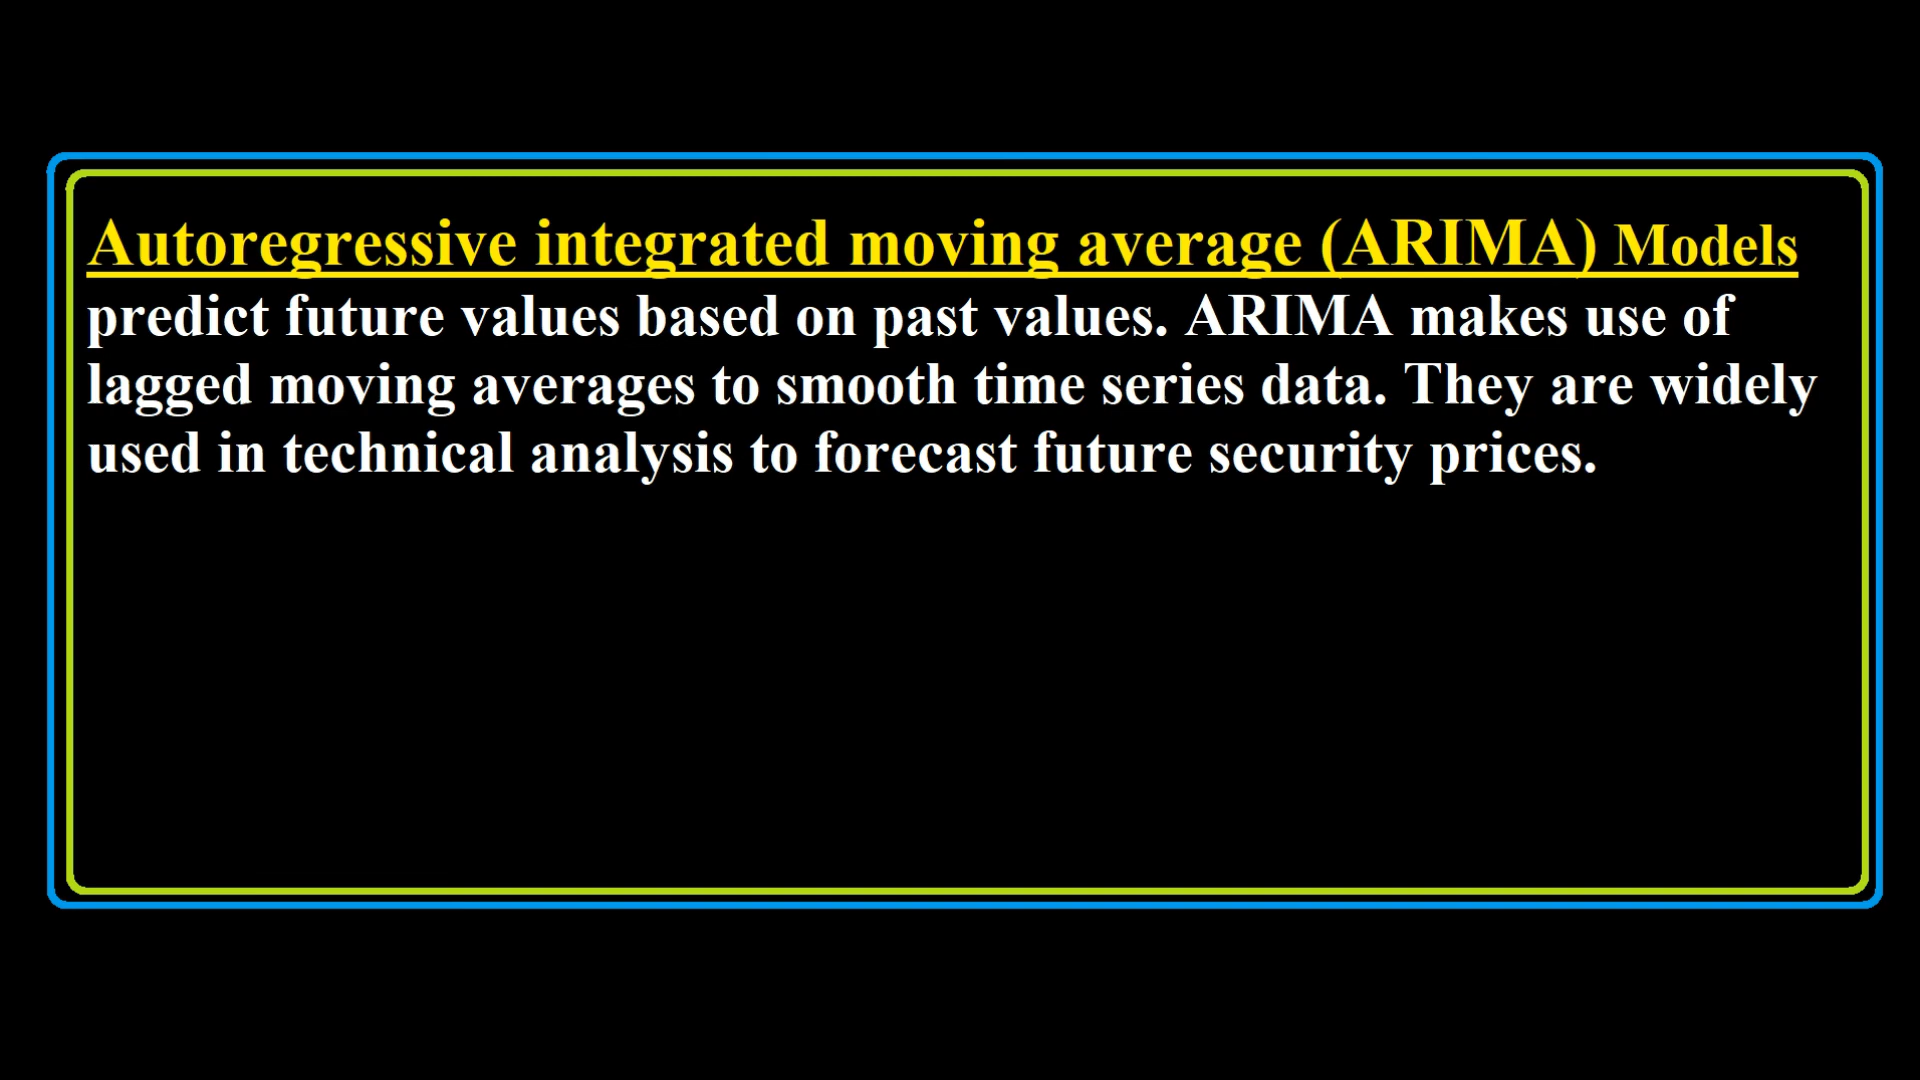 Autoregressive integrated moving average (ARIMA) Models
predict future values based on past values. ARIMA makes use of
lagged moving averages to smooth time series data. They are widely
used in technical analysis to forecast future security prices.